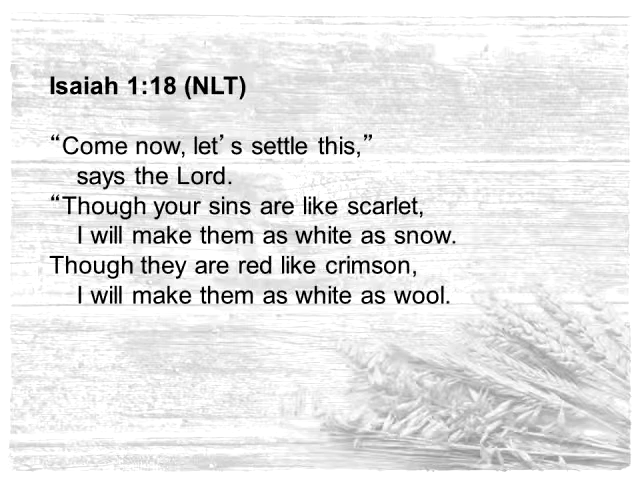 Isaiah 1:18 (NLT)
“Come now, let’s settle this,”
says the Lord.
“Though your sins are like scarlet,
I will make them as white as snow.
Though they are red like crimson,
I will make them as white as wool.